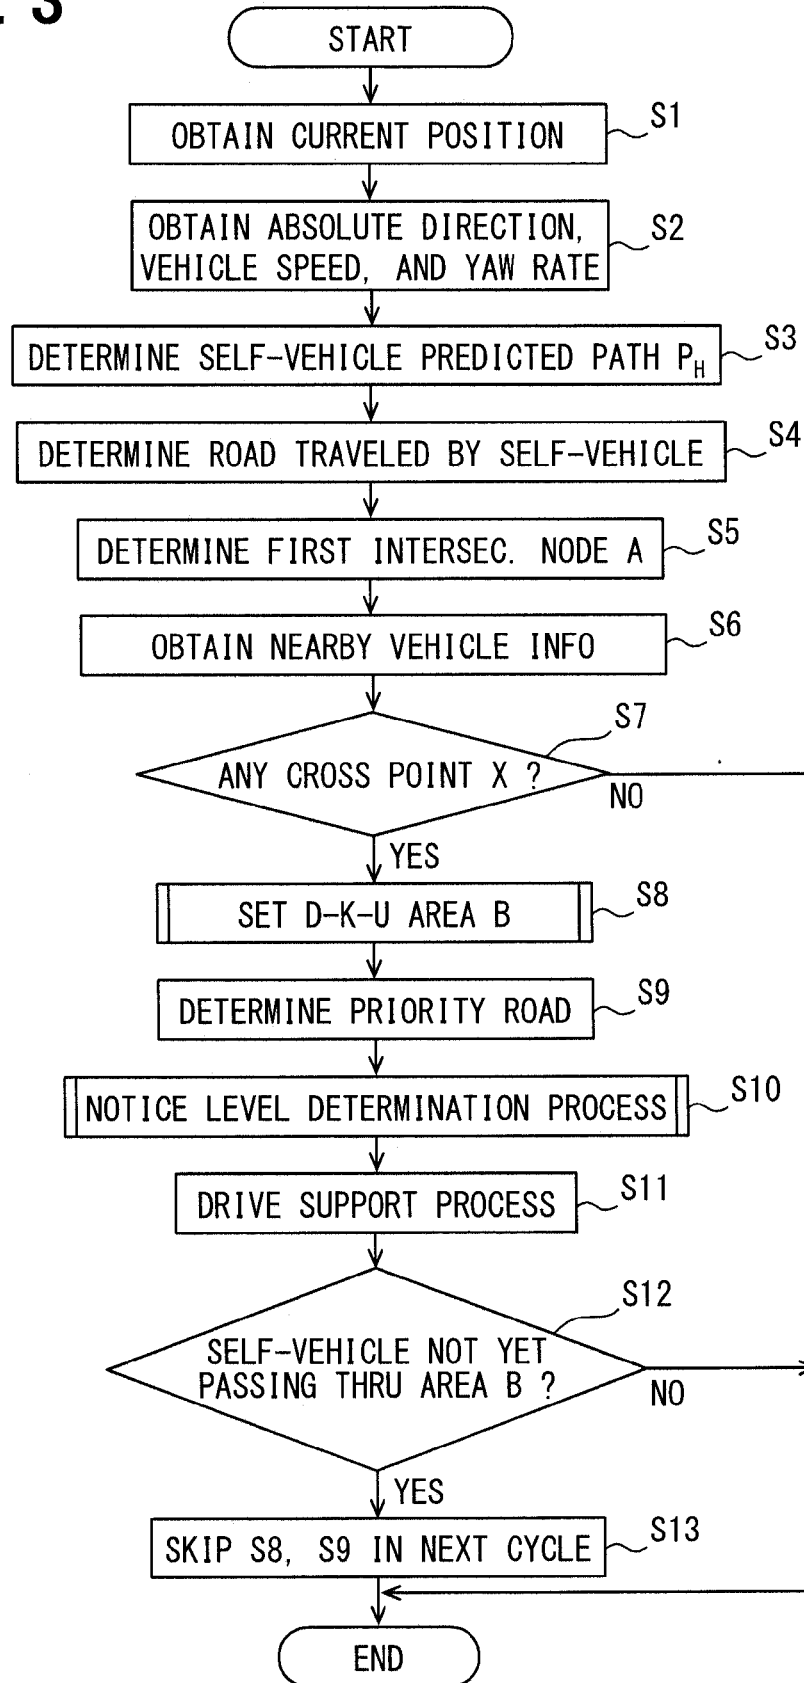 3
START
OBTAIN CURRENT POSITION
S1
OBTAIN ABSOLUTE DIRECTION,
VEHICLE SPEED, AND YAW RATE
S2
DETERMINE SELF-VEHICLE PREDICTED PATH PH
S3
DETERMINE ROAD TRAVELED BY SELF-VEHICLE
S4
DETERMINE FIRST INTERSEC. NODE A
S5
OBTAIN NEARBY VEHICLE INFO
S6
ANY CROSS POINT X ?
S7
NO
YES
SET D-K-U AREA B
S8
DETERMINE PRIORITY ROAD
S9
NOTICE LEVEL DETERMINATION PROCESS
S10
DRIVE SUPPORT PROCESS
S11
SELF-VEHICLE NOT YET
PASSING THRU AREA B ?
S12
NO
YES
SKIP S8, S9 IN NEXT CYCLE
S13
END